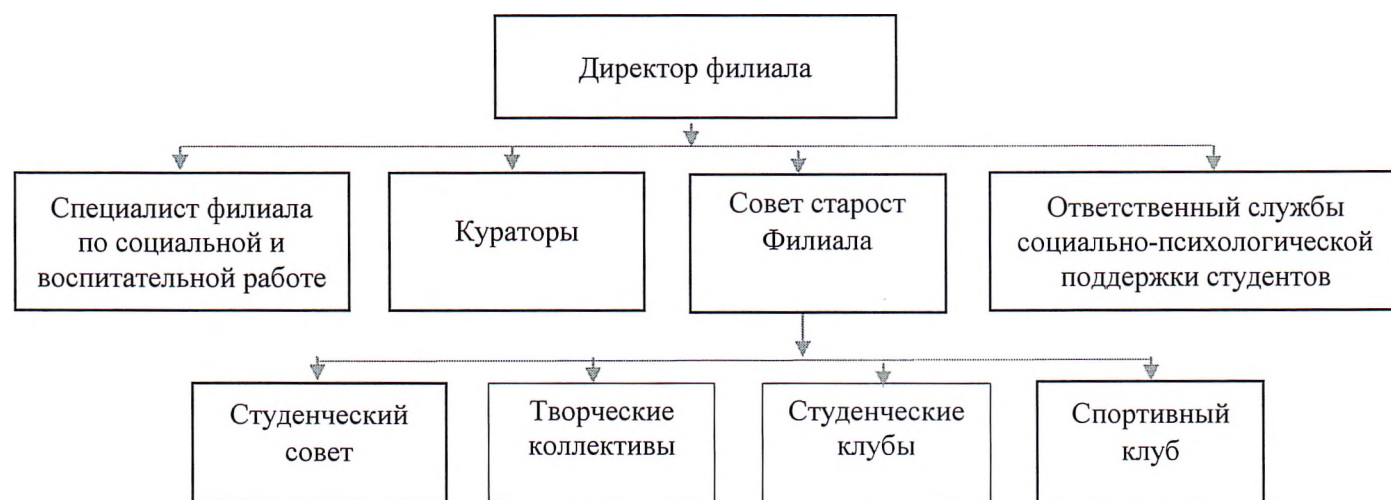 Директор филиала
Специалист филиала
по социальной и
воспитательной работе
Кураторы
Совет старост
Филиала
Ответственный службы
социально-психологической
поддержки студентов
Студенческий
совет
Творческие
коллективы
Студенческие
клубы
Спортивный
клуб